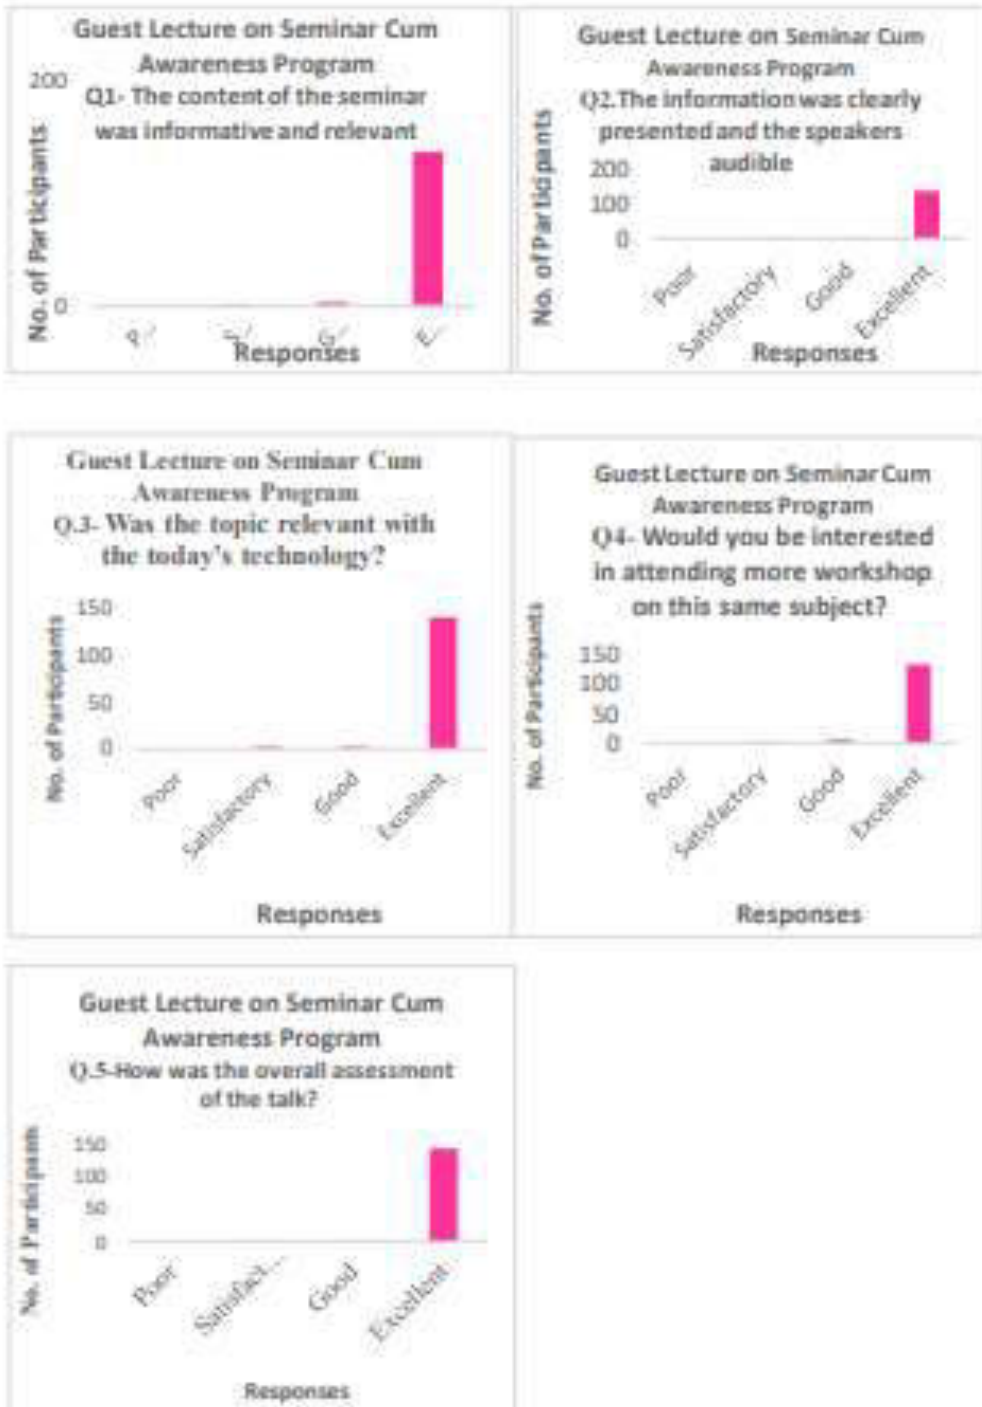 Guest Lecture on Seminar Cum
Awareness Program
Q1- The content of the seminar
was informative and relevant
No. of Participants
200
0
P..
S..
G..
E..
Responses
Guest Lecture on Seminar Cum
Awareness Program
Q2.The information was clearly
presented and the speakers
audible
No. of Participants
200
100
0
Poor
Satisfactory
Good
Excellent
Responses
Guest Lecture on Seminar Cum
Awareness Program
Q.3- Was the topic relevant with
the today's technology?
No. of Participants
150
100
50
0
Poor
Satisfactory
Good
Excellent
Responses
Guest Lecture on Seminar Cum
Awareness Program
Q4- Would you be interested
in attending more workshop
on this same subject?
No. of Participants
150
100
50
0
Poor
Satisfactory
Good
Excellent
Responses
Guest Lecture on Seminar Cum
Awareness Program
Q.5-How was the overall assessment
of the talk?
No. of Participants
150
100
50
0
Poor
Satisfact...
Good
Excellent
Responses